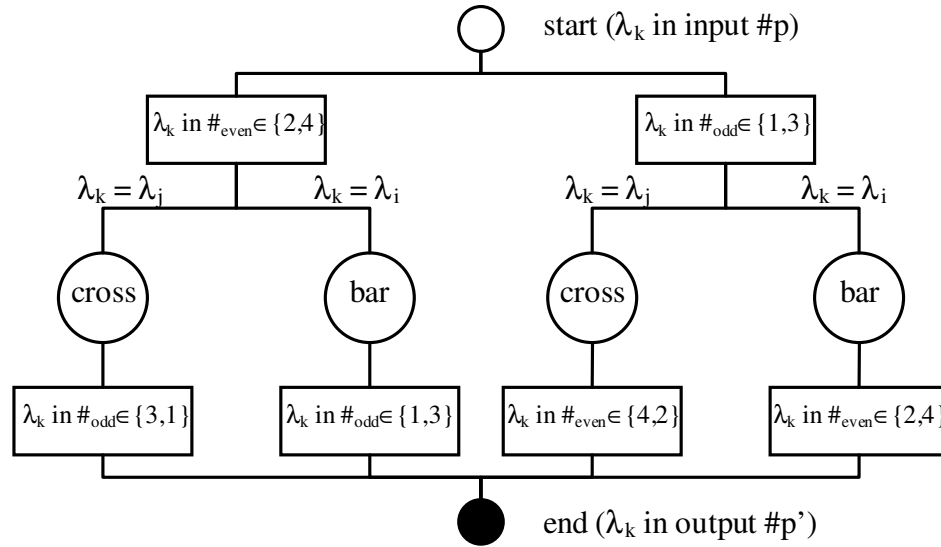 start (λk in input #p)
λk in #even∈{2,4}
λk in #odd∈{1,3}
λk = λj
λk = λi
λk = λj
λk = λi
cross
bar
cross
bar
λk in #odd∈{3,1}
λk in #odd∈{1,3}
λk in #even∈{4,2}
λk in #even∈{2,4}
end (λk in output #p’)